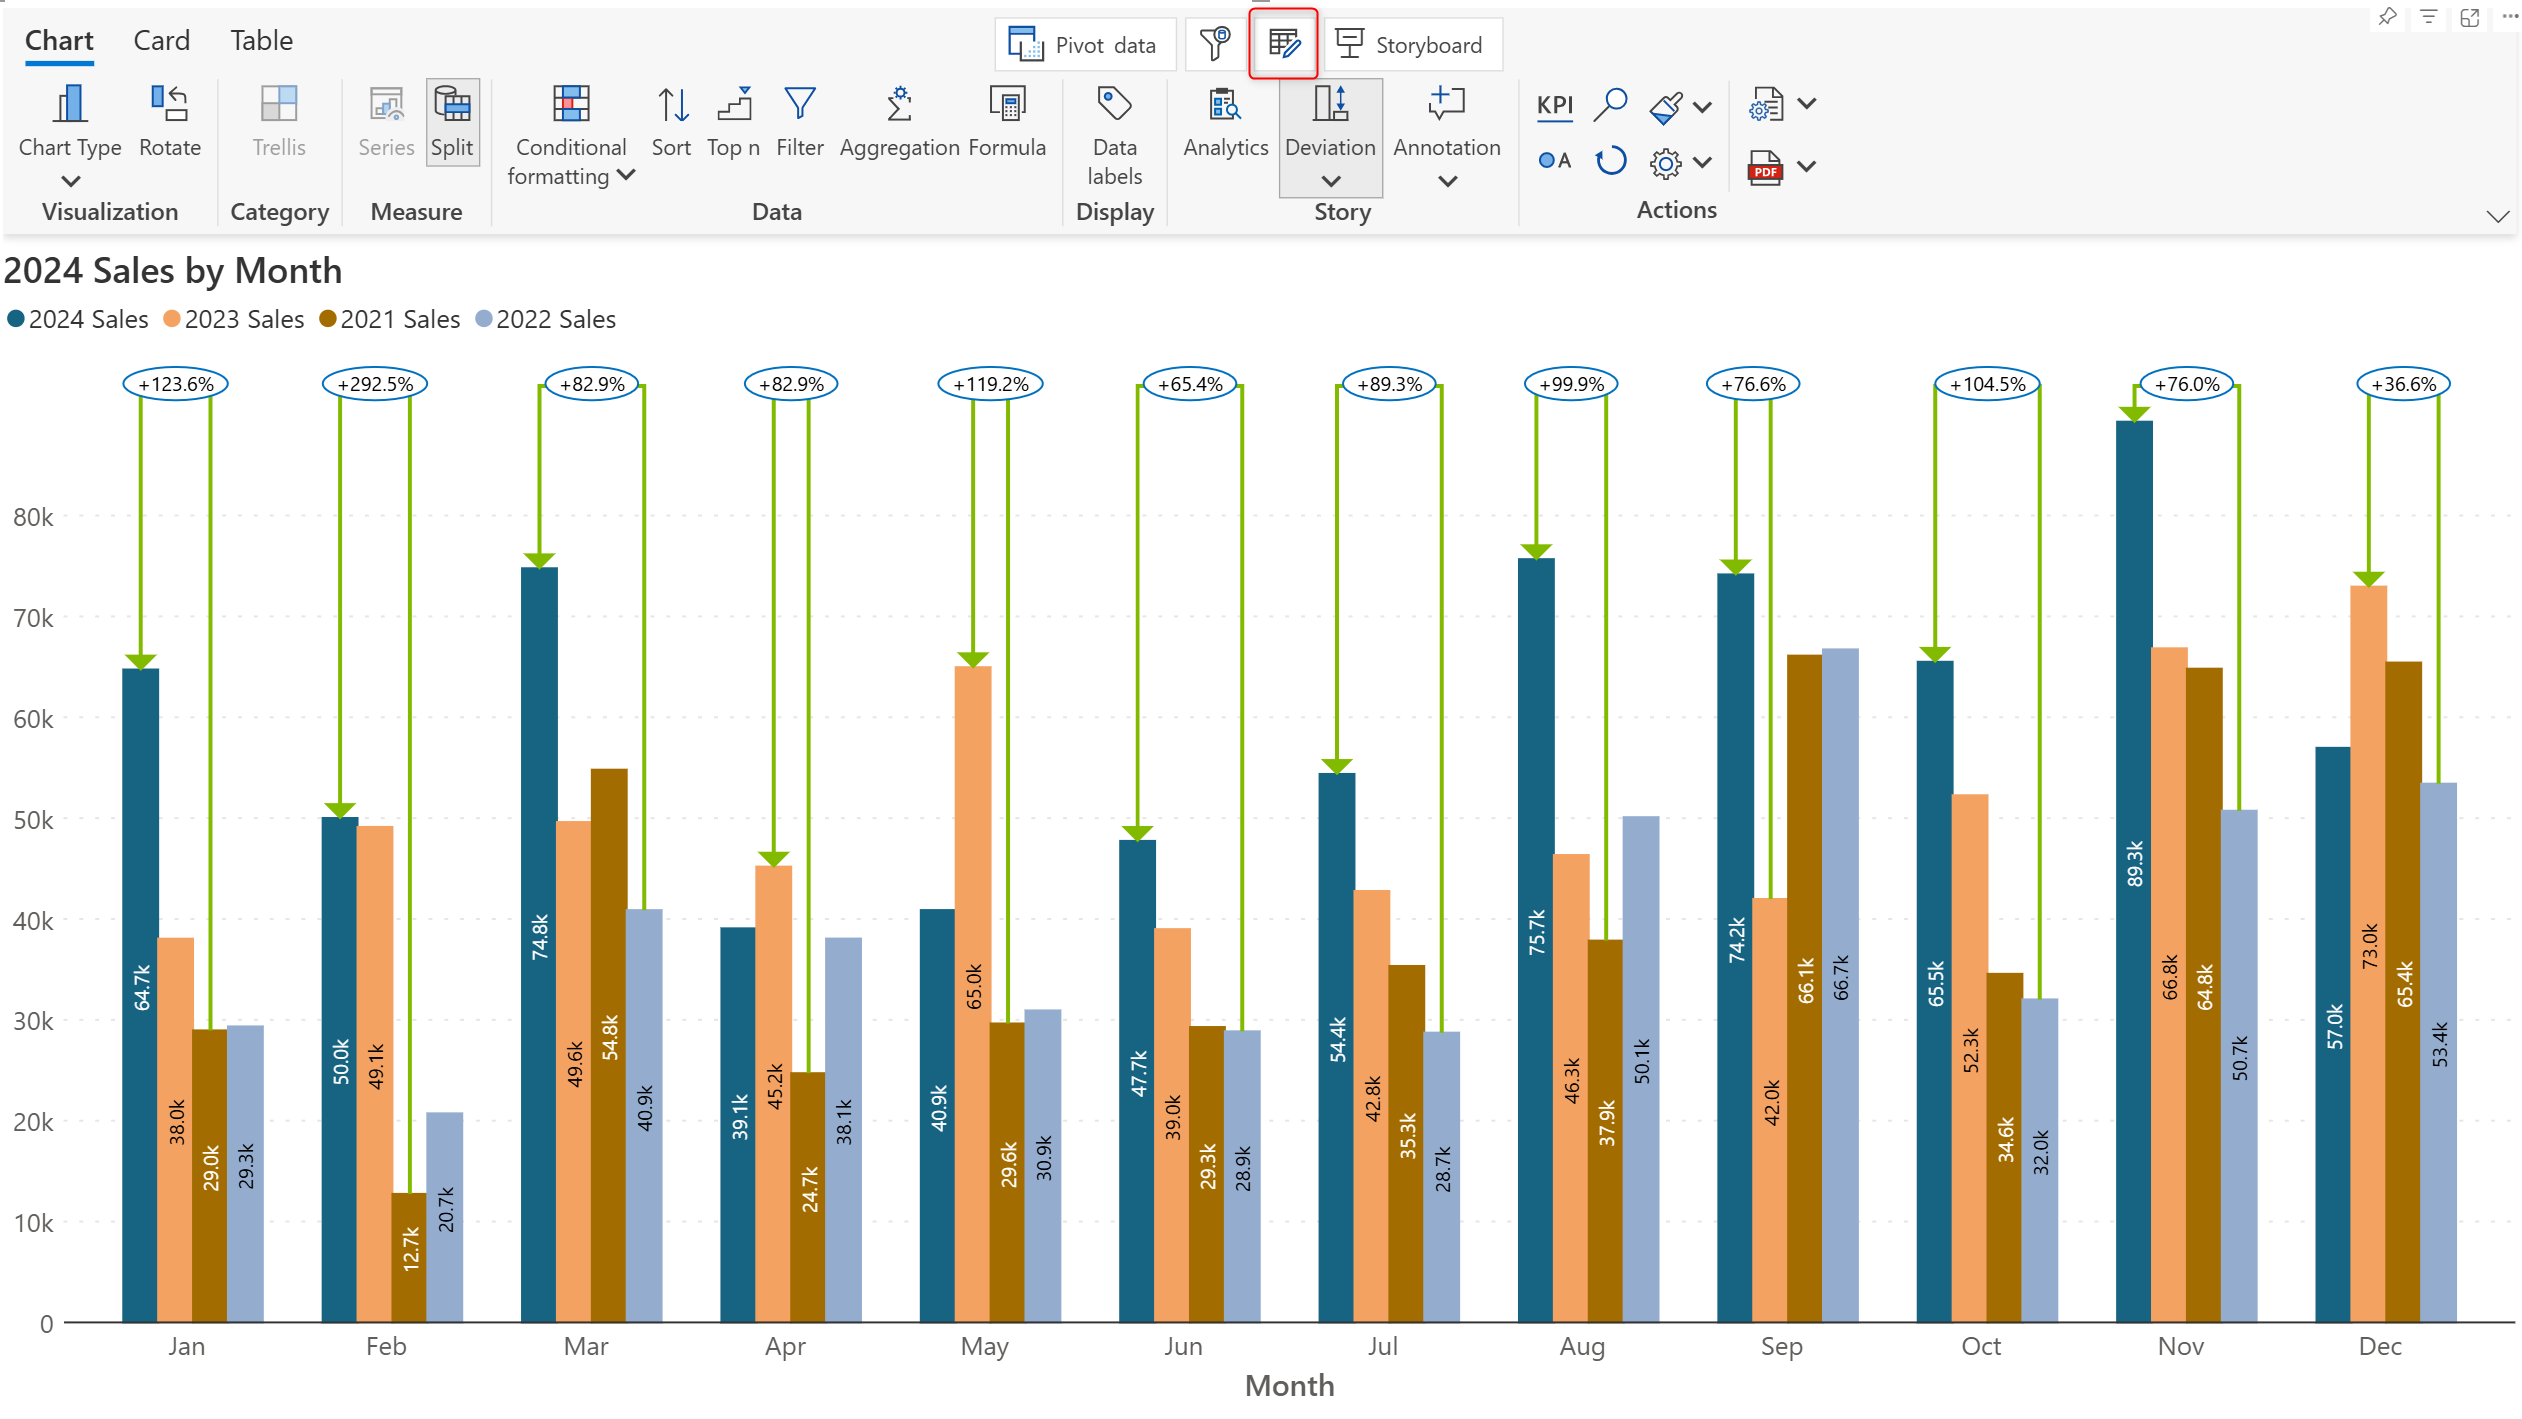 Chart Card Table Pivot data Storyboard
Chart Type Rotate Trellis Series Split Conditional formatting Sort Top n Filter Aggregation Formula Data labels Analytics Deviation Annotation KPI A PDF
Visualization Category Measure Data Display Story Actions
2024 Sales by Month
2024 Sales 2023 Sales 2021 Sales 2022 Sales
+123.6% +292.5% +82.9% +82.9% +119.2% +65.4% +89.3% +99.9% +76.6% +104.5% +76.0% +36.6%
80k
70k
60k
50k
40k
30k
20k
10k
0
64.7k 38.0k 29.0k 29.3k
50.0k 49.1k 12.7k 20.7k
74.8k 49.6k 54.8k 40.9k
39.1k 45.2k 24.7k 38.1k
40.9k 65.0k 29.6k 30.9k
47.7k 39.0k 29.3k 28.9k
54.4k 42.8k 35.3k 28.7k
75.7k 46.3k 37.9k 50.1k
74.2k 42.0k 66.1k 66.7k
65.5k 52.3k 34.6k 32.0k
89.3k 66.8k 64.8k 50.7k
57.0k 73.0k 65.4k 53.4k
Jan Feb Mar Apr May Jun Jul Aug Sep Oct Nov Dec
Month